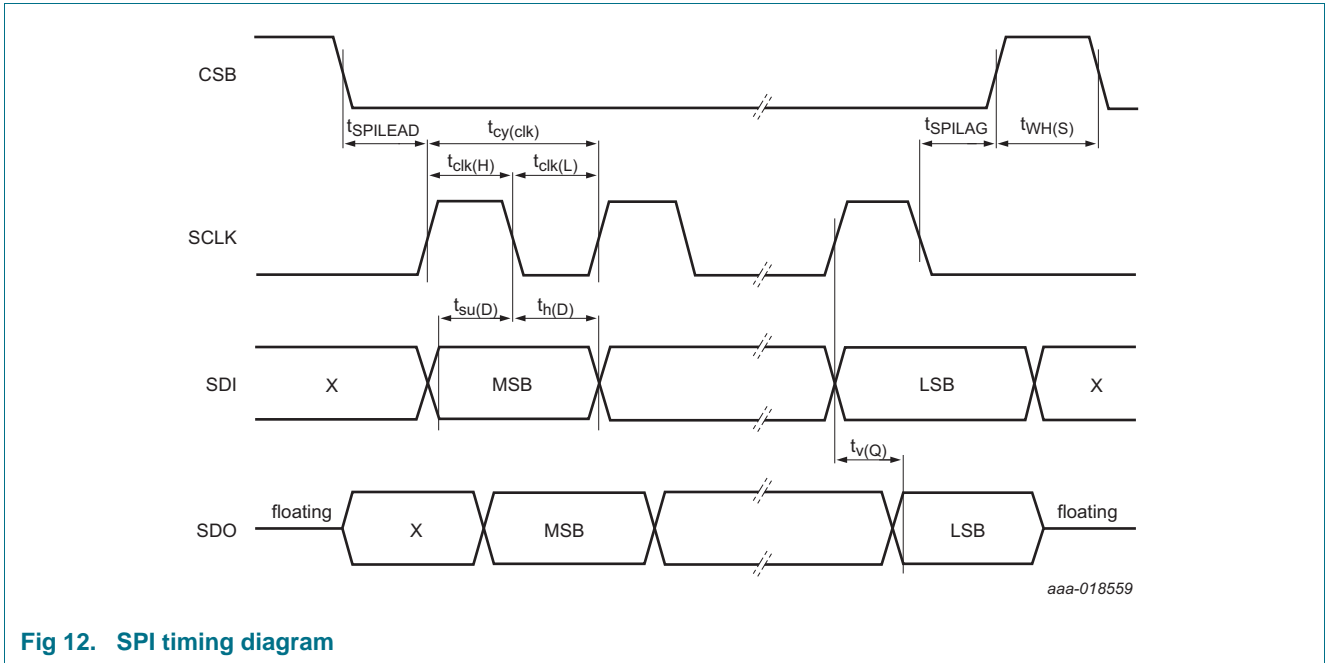 CSB
tSPILEAD
tcy(clk)
tSPILAG
tWH(S)
tclk(H)
tclk(L)
SCLK
tsu(D)
th(D)
SDI
X
MSB
LSB
X
tv(Q)
floating
floating
SDO
X
MSB
LSB
aaa-018559
Fig 12. SPI timing diagram